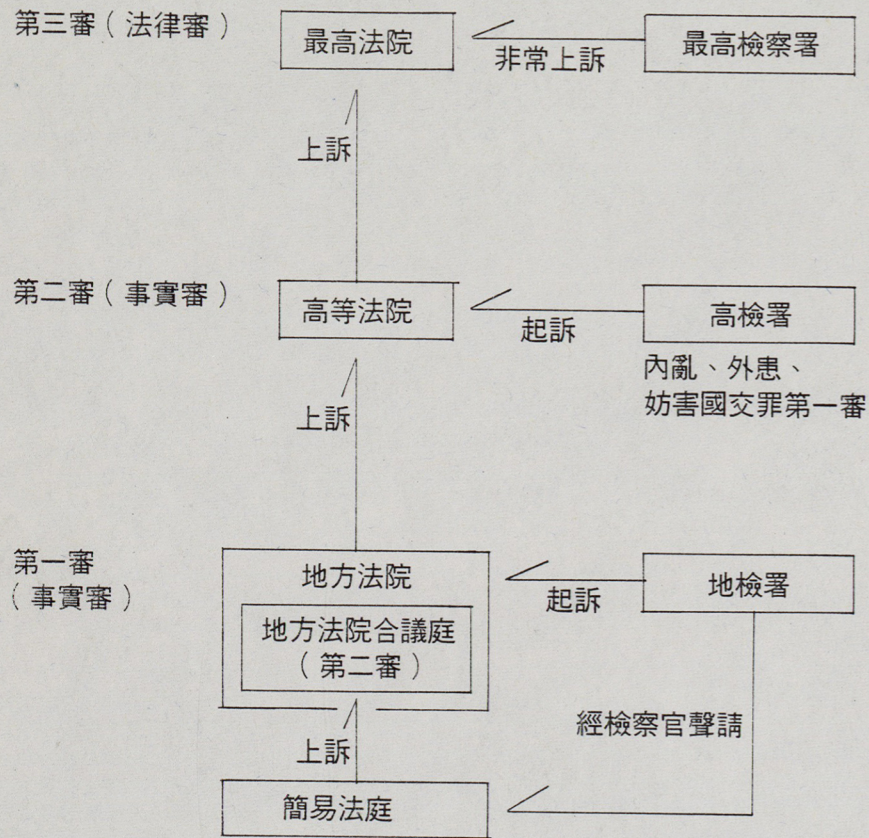 第三審（法律審）
最高法院
非常上訴
最高檢察署
上訴
第二審（事實審）
高等法院
起訴
高檢署
內亂、外患、
妨害國交罪第一審
上訴
第一審
（事實審）
地方法院
地方法院合議庭
（第二審）
起訴
地檢署
經檢察官聲請
上訴
簡易法庭